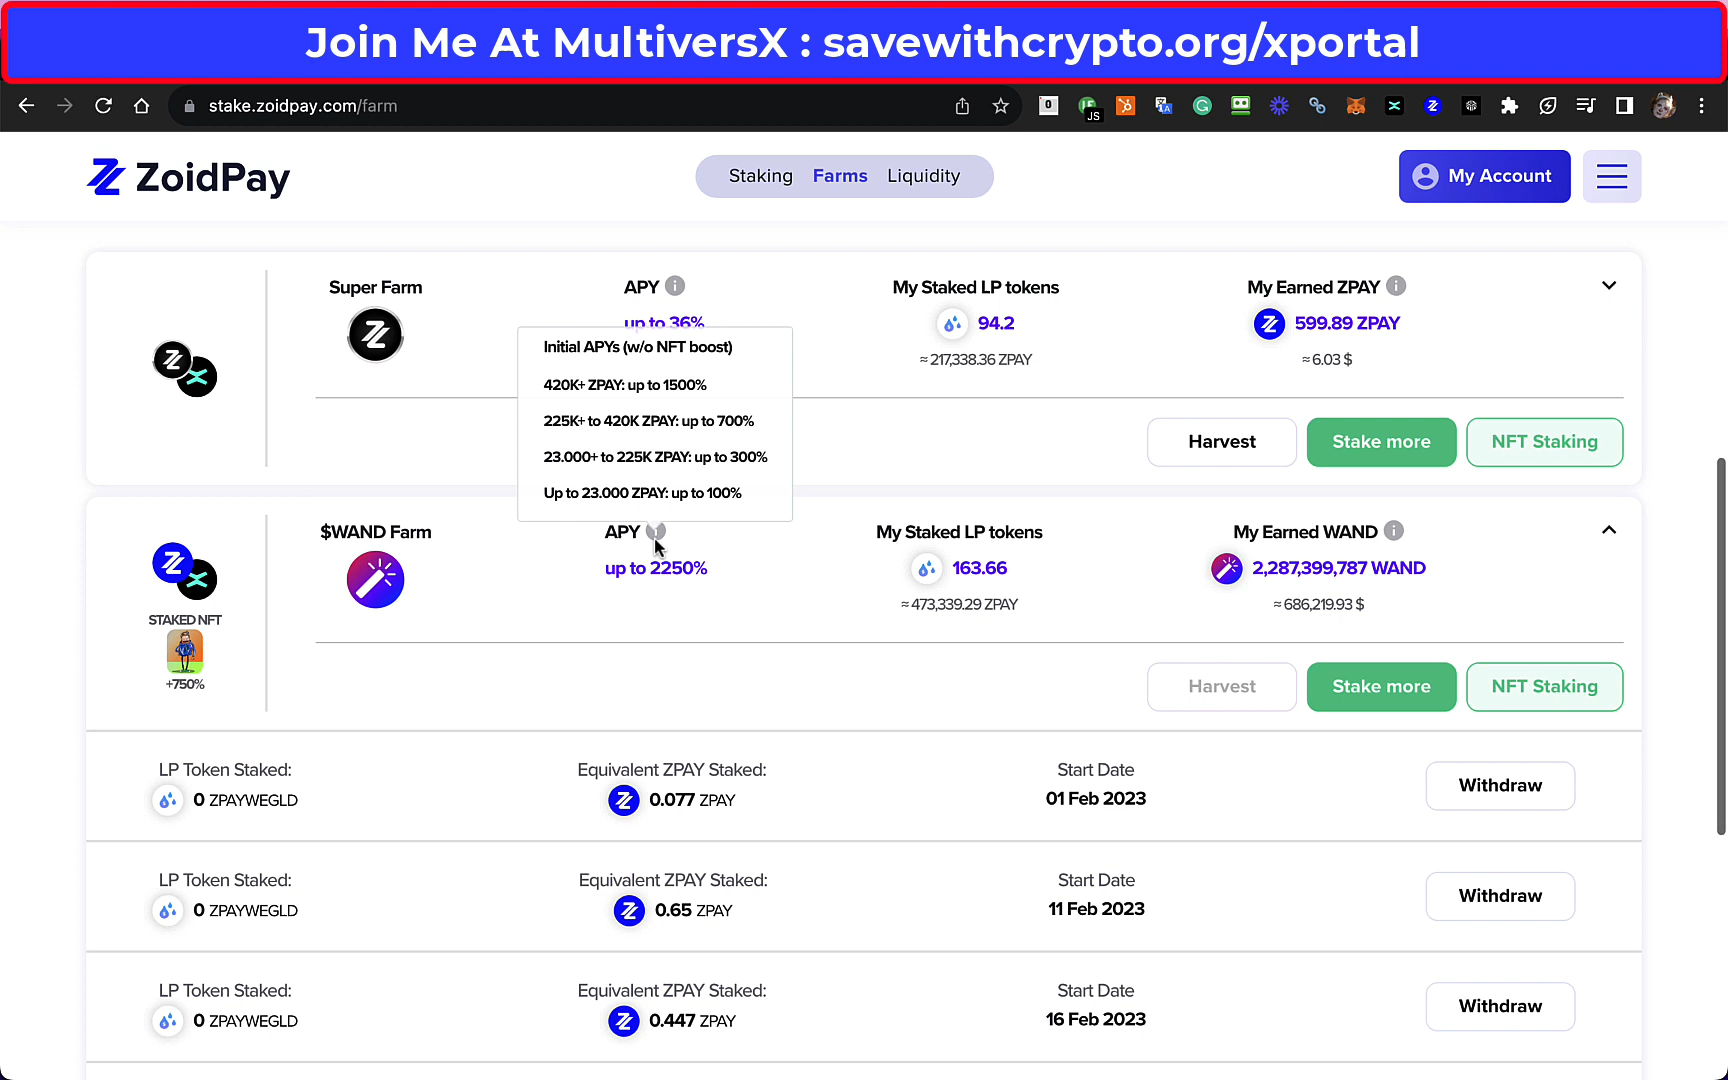 Join Me At MultiversX : savewithcrypto.org/xportal
stake.zoidpay.com/farm
JS
ZoidPay
Staking Farms Liquidity
My Account
Super Farm
APY
up to 36%
My Staked LP tokens
94.2
≈ 217,338.36 ZPAY
My Earned ZPAY
599.89 ZPAY
≈ 6.03 $
Harvest
Stake more
NFT Staking
Initial APYs (w/o NFT boost)
420K+ ZPAY: up to 1500%
225K+ to 420K ZPAY: up to 700%
23.000+ to 225K ZPAY: up to 300%
Up to 23.000 ZPAY: up to 100%
STAKED NFT
+750%
$WAND Farm
APY
up to 2250%
My Staked LP tokens
163.66
≈ 473,339.29 ZPAY
My Earned WAND
2,287,399,787 WAND
≈ 686,219.93 $
Harvest
Stake more
NFT Staking
LP Token Staked:
0 ZPAYWEGLD
Equivalent ZPAY Staked:
0.077 ZPAY
Start Date
01 Feb 2023
Withdraw
LP Token Staked:
0 ZPAYWEGLD
Equivalent ZPAY Staked:
0.65 ZPAY
Start Date
11 Feb 2023
Withdraw
LP Token Staked:
0 ZPAYWEGLD
Equivalent ZPAY Staked:
0.447 ZPAY
Start Date
16 Feb 2023
Withdraw